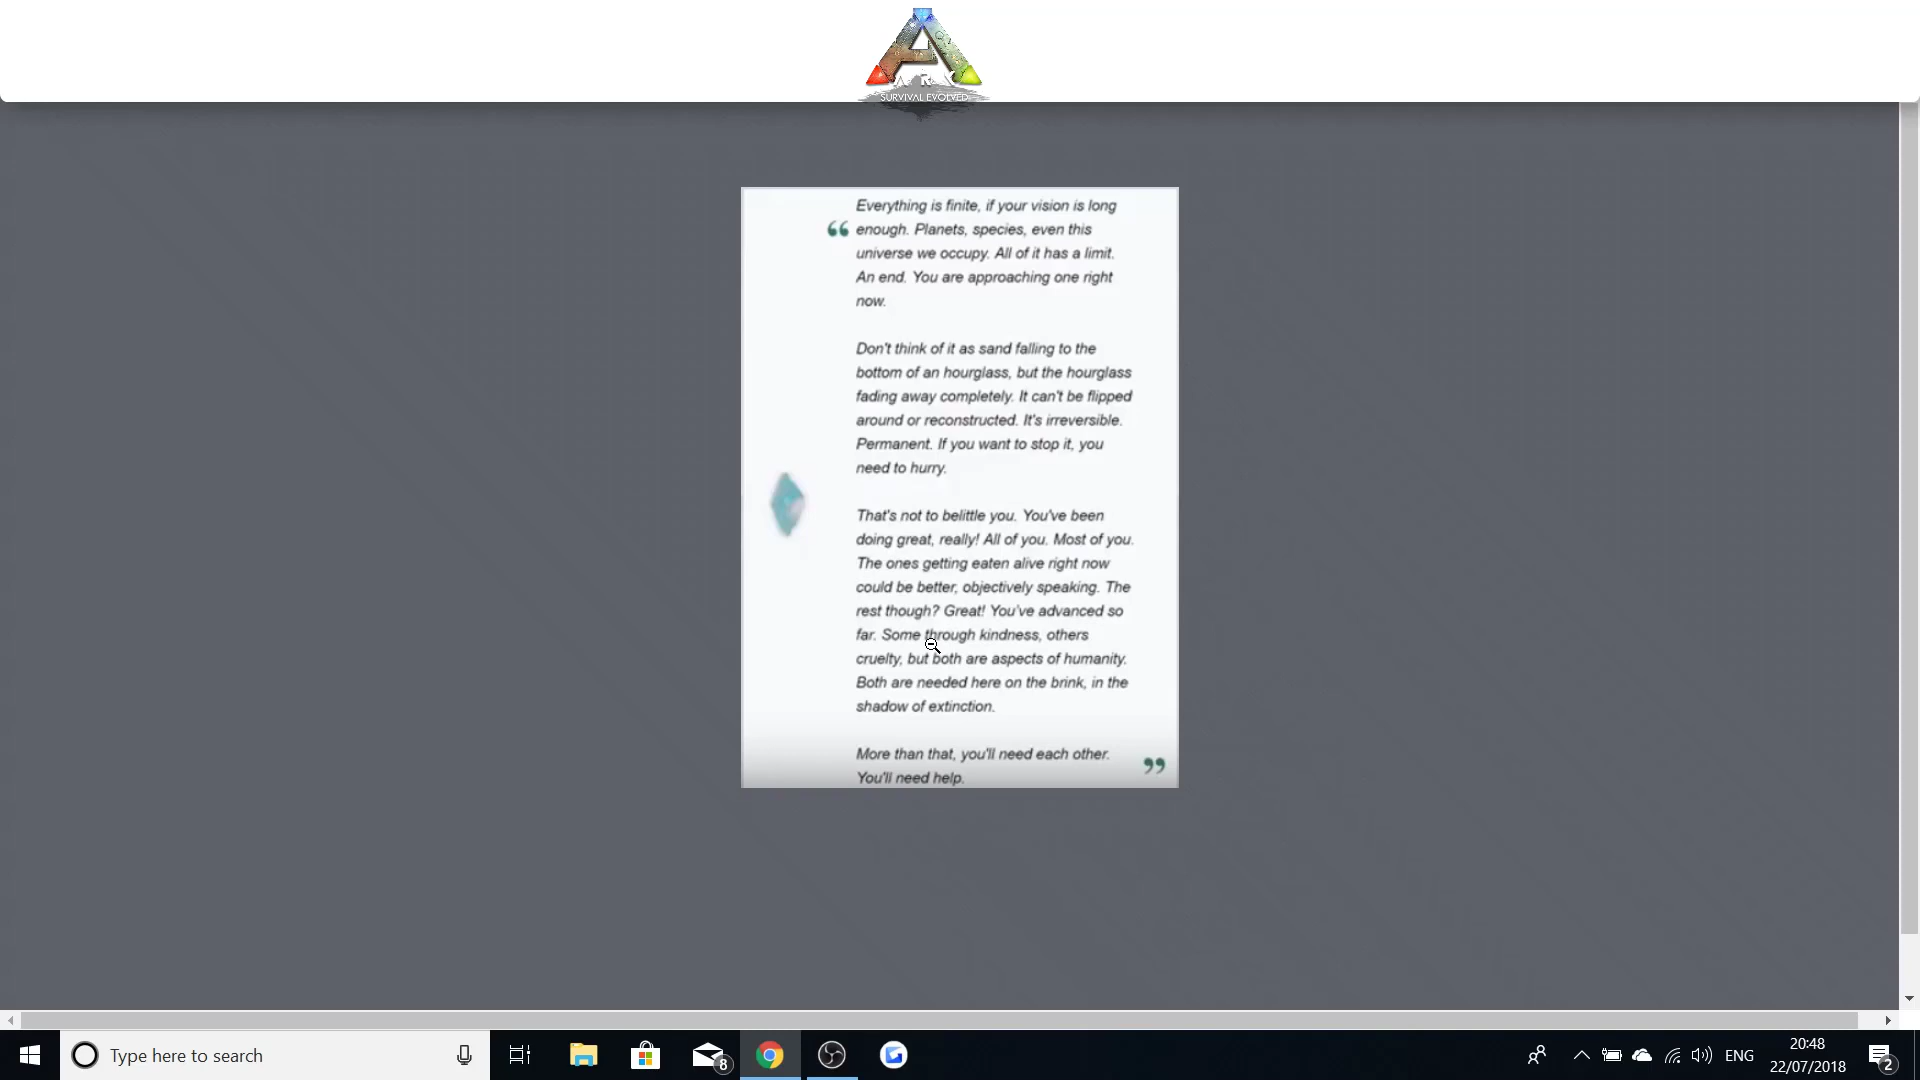 ARK
SURVIVAL EVOLVED
“ Everything is finite, if your vision is long
enough. Planets, species, even this
universe we occupy. All of it has a limit.
An end. You are approaching one right
now.
Don't think of it as sand falling to the
bottom of an hourglass, but the hourglass
fading away completely. It can't be flipped
around or reconstructed. It's irreversible.
Permanent. If you want to stop it, you
need to hurry.
That's not to belittle you. You've been
doing great, really! All of you. Most of you.
The ones getting eaten alive right now
could be better, objectively speaking. The
rest though? Great! You've advanced so
far. Some through kindness, others
cruelty, but both are aspects of humanity.
Both are needed here on the brink, in the
shadow of extinction.
More than that, you'll need each other.
You'll need help. ”
Type here to search
8
ENG
20:48
22/07/2018
2